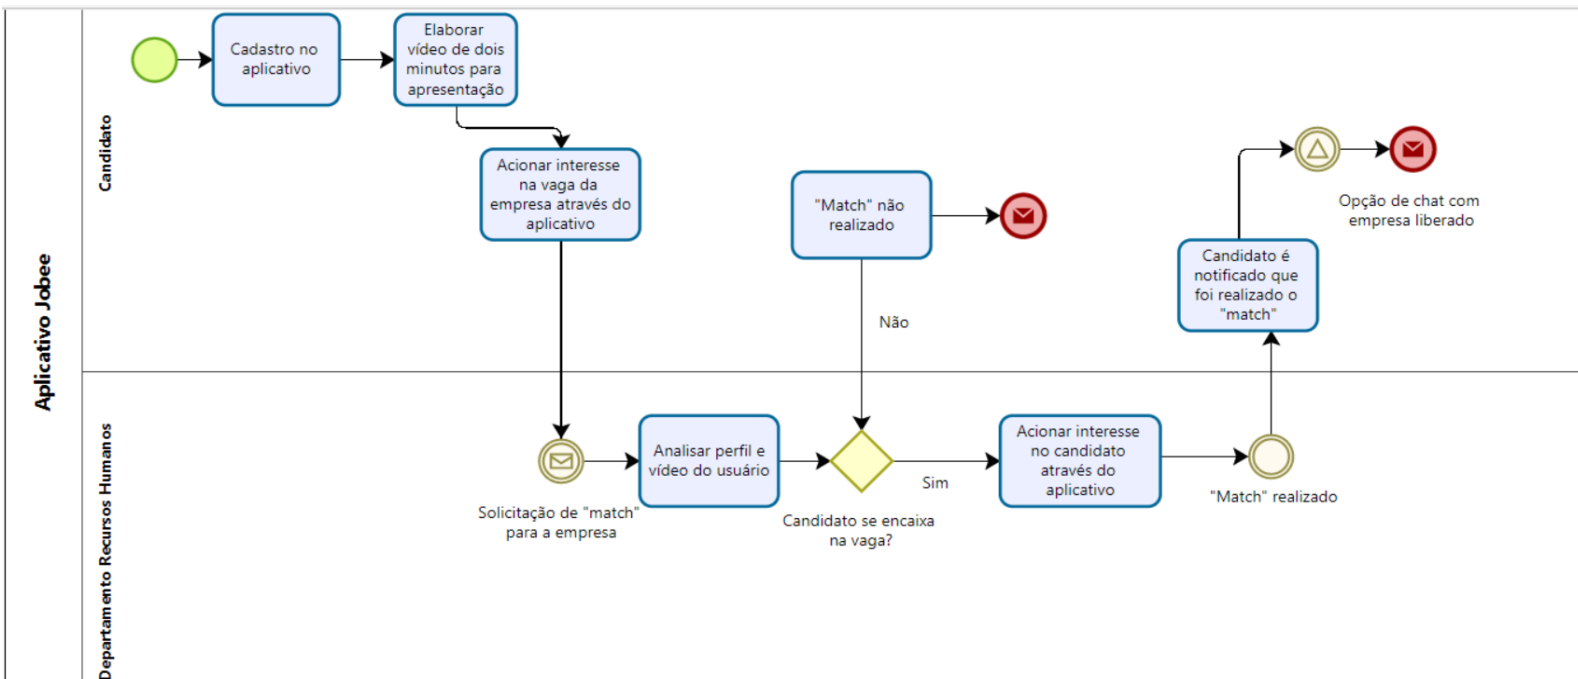 Aplicativo Jobee
Candidato
Cadastro no
aplicativo
Elaborar
vídeo de dois
minutos para
apresentação
Acionar interesse
na vaga da
empresa através do
aplicativo
"Match" não
realizado
Não
Candidato é
notificado que
foi realizado o
"match"
Opção de chat com
empresa liberado
Departamento Recursos Humanos
Solicitação de "match"
para a empresa
Analisar perfil e
vídeo do usuário
Candidato se encaixa
na vaga?
Sim
Acionar interesse
no candidato
através do
aplicativo
"Match" realizado